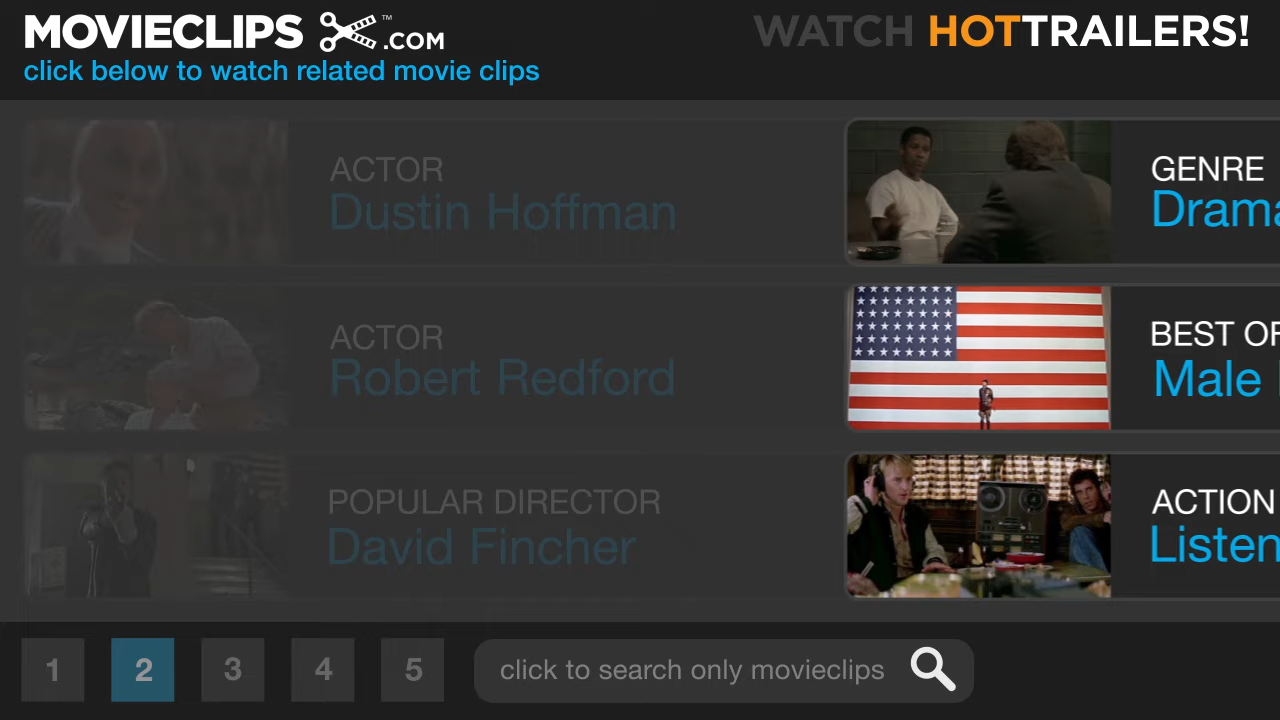 MOVIECLIPS ™ .COM
WATCH HOTTRAILERS!
click below to watch related movie clips
ACTOR
Dustin Hoffman
GENRE
Drama
ACTOR
Robert Redford
BEST OF
Male
POPULAR DIRECTOR
David Fincher
ACTION
Listen
1 2 3 4 5
click to search only movieclips